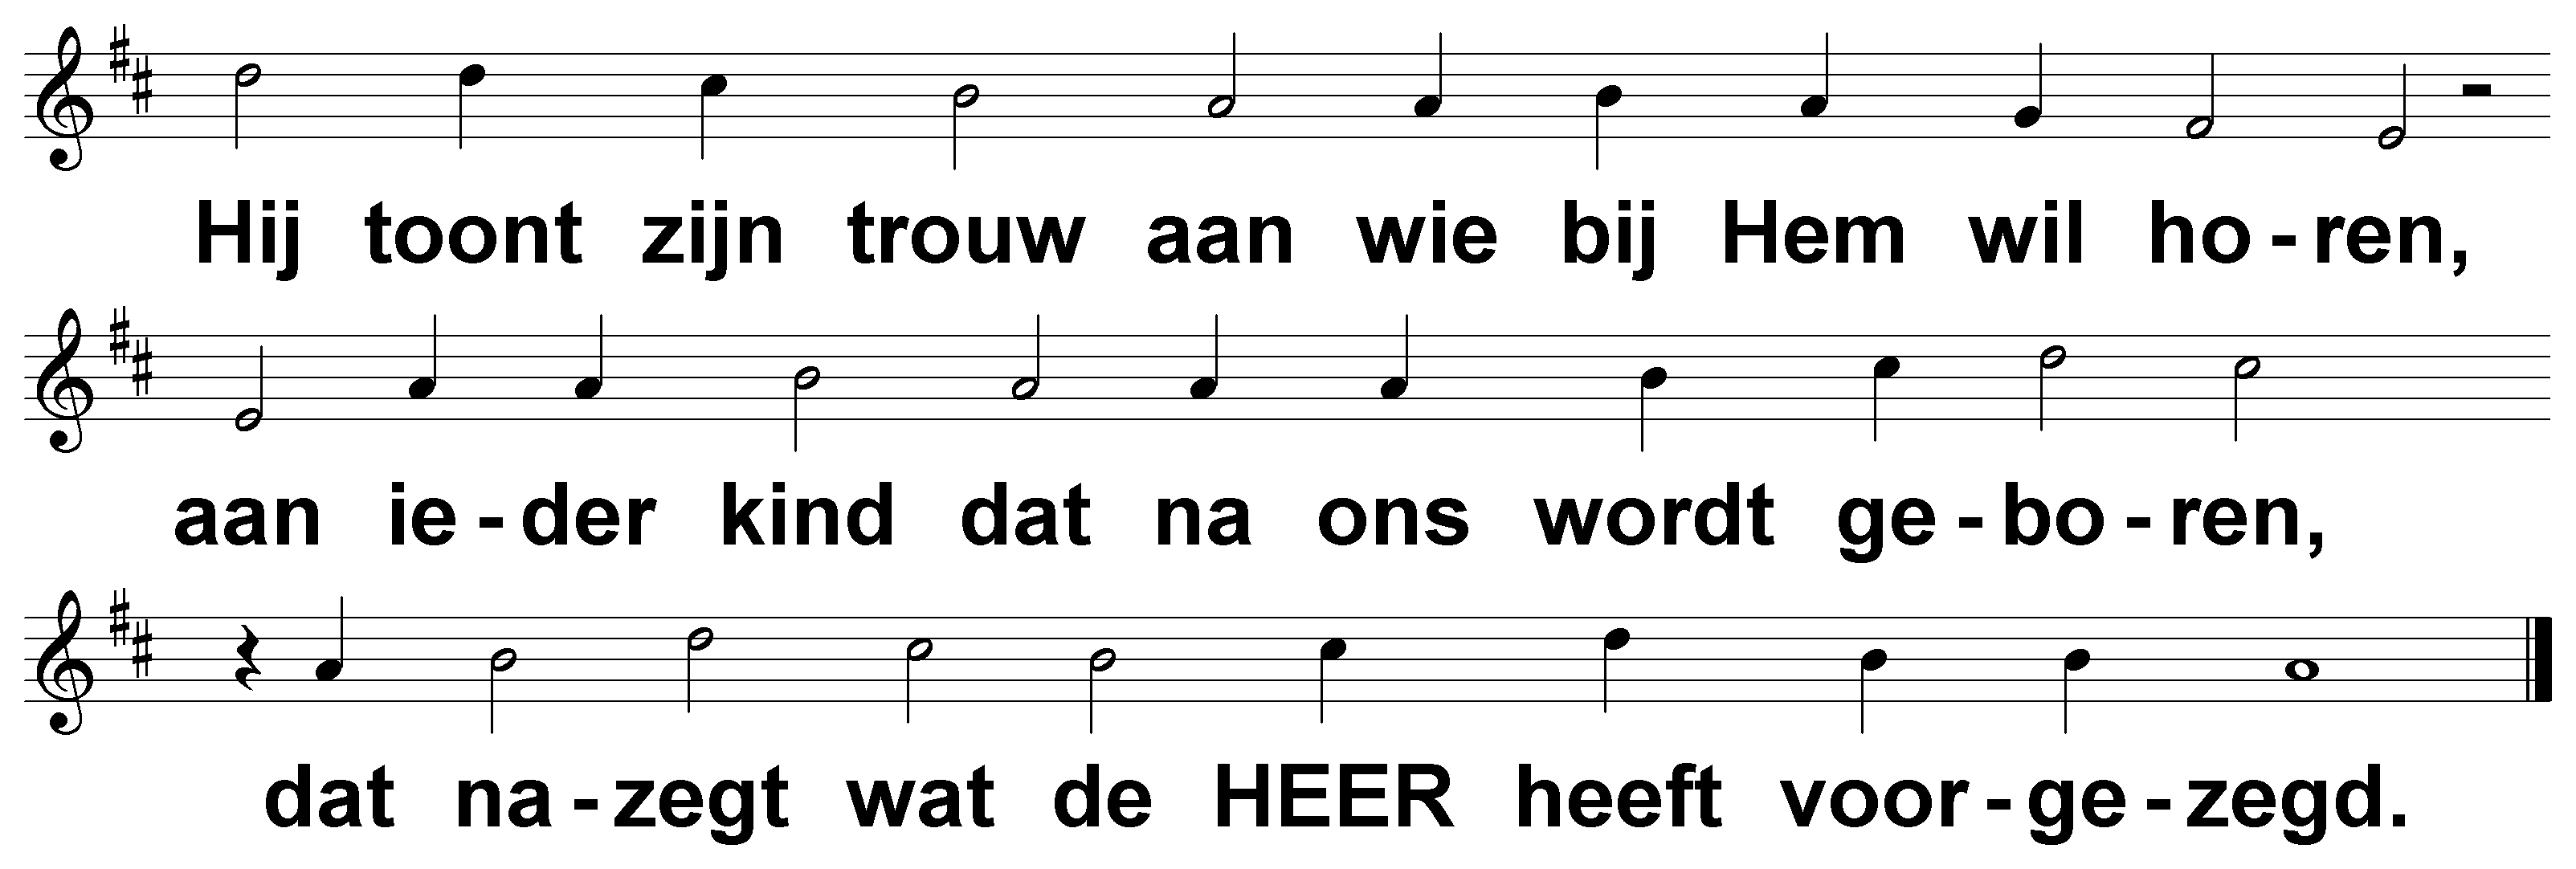 Hij toont zijn trouw aan wie bij Hem wil ho-ren,
aan ie-der kind dat na ons wordt ge-bo-ren,
dat na-zegt wat de HEER heeft voor-ge-zegd.